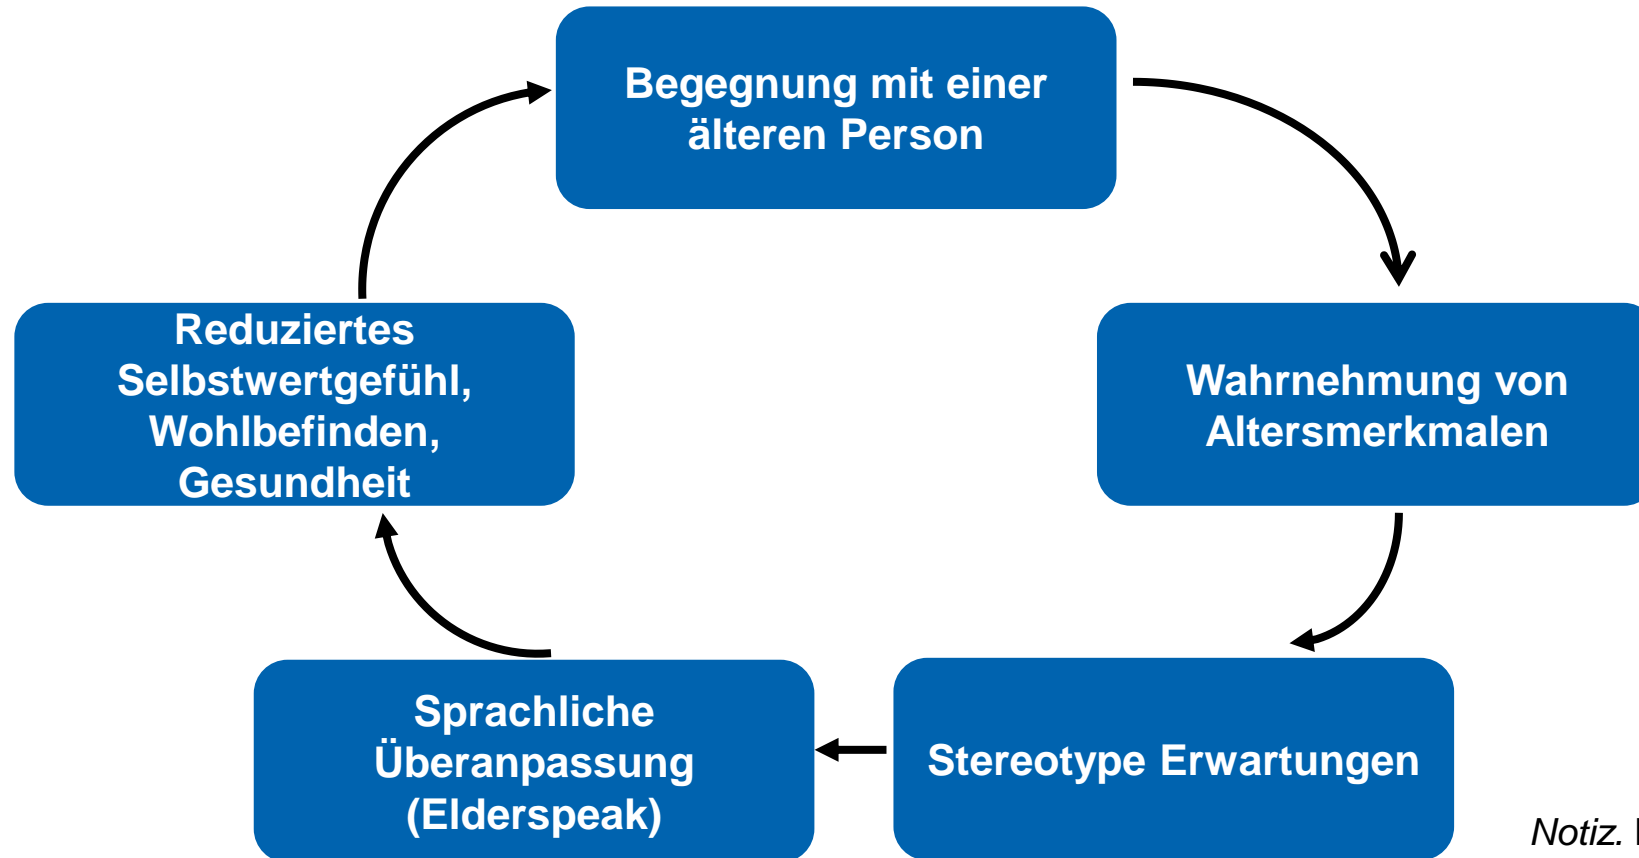 Begegnung mit einer
älteren Person
Wahrnehmung von
Altersmerkmalen
Stereotype Erwartungen
Sprachliche
Überanpassung
(Elderspeak)
Reduziertes
Selbstwertgefühl,
Wohlbefinden,
Gesundheit
Notiz.